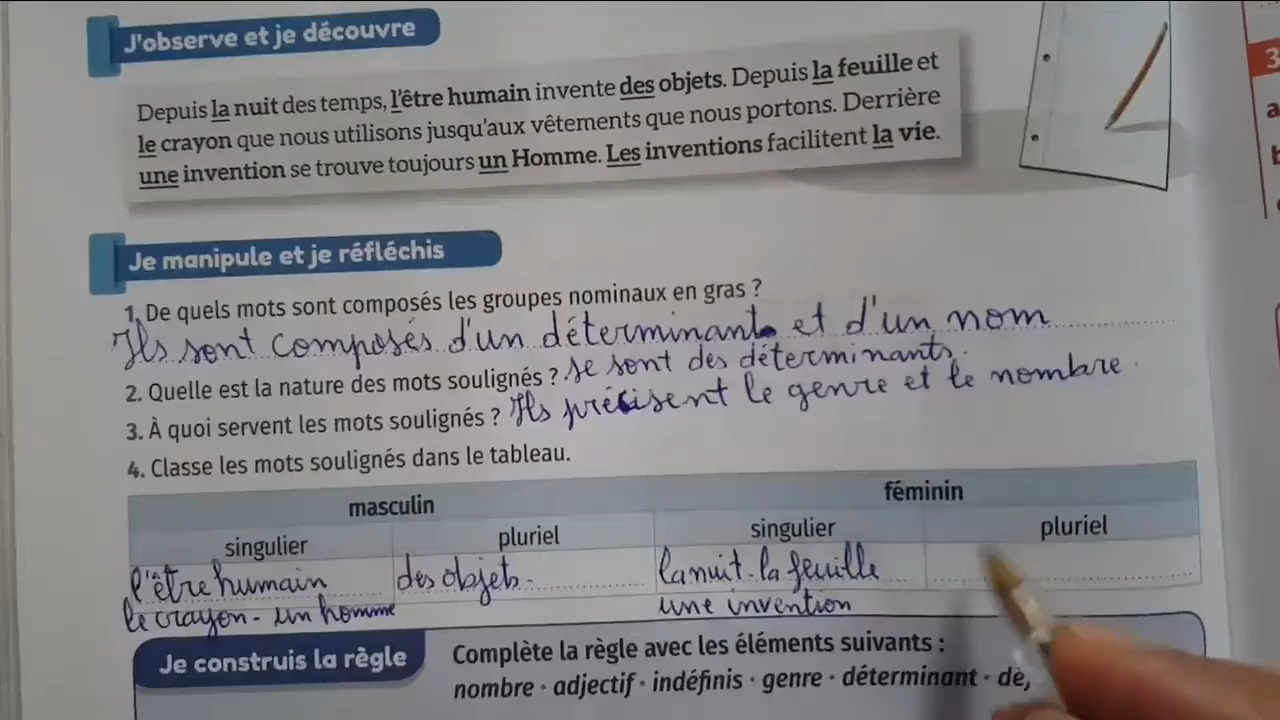 J'observe et je découvre
Depuis la nuit des temps, l'être humain invente des objets. Depuis la feuille et
le crayon que nous utilisons jusqu'aux vêtements que nous portons. Derrière
une invention se trouve toujours un Homme. Les inventions facilitent la vie.
3
a
Je manipule et je réfléchis
1. De quels mots sont composés les groupes nominaux en gras ?
Ils sont composés d'un déterminant et d'un nom
2. Quelle est la nature des mots soulignés ? se sont des déterminants.
3. À quoi servent les mots soulignés ? Ils précisent le genre et le nombre.
4. Classe les mots soulignés dans le tableau.
masculin féminin
singulier pluriel singulier pluriel
l'être humain des objets. la nuit. la feuille
le crayon - un homme une invention
Je construis la règle
Complète la règle avec les éléments suivants :
nombre · adjectif · indéfinis · genre · déterminant ·